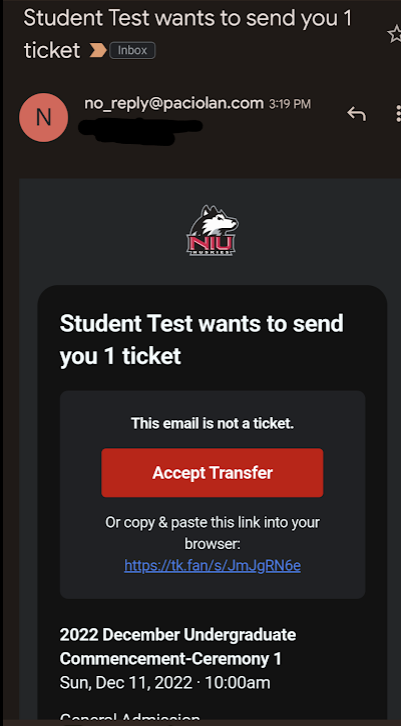 Student Test wants to send you 1
ticket Inbox
N
no_reply@paciolan.com 3:19 PM
NIU
HUSKIES
Student Test wants to send
you 1 ticket
This email is not a ticket.
Accept Transfer
Or copy & paste this link into your
browser:
https://tk.fan/s/JmJgRN6e
2022 December Undergraduate
Commencement-Ceremony 1
Sun, Dec 11, 2022 · 10:00am
General Admission